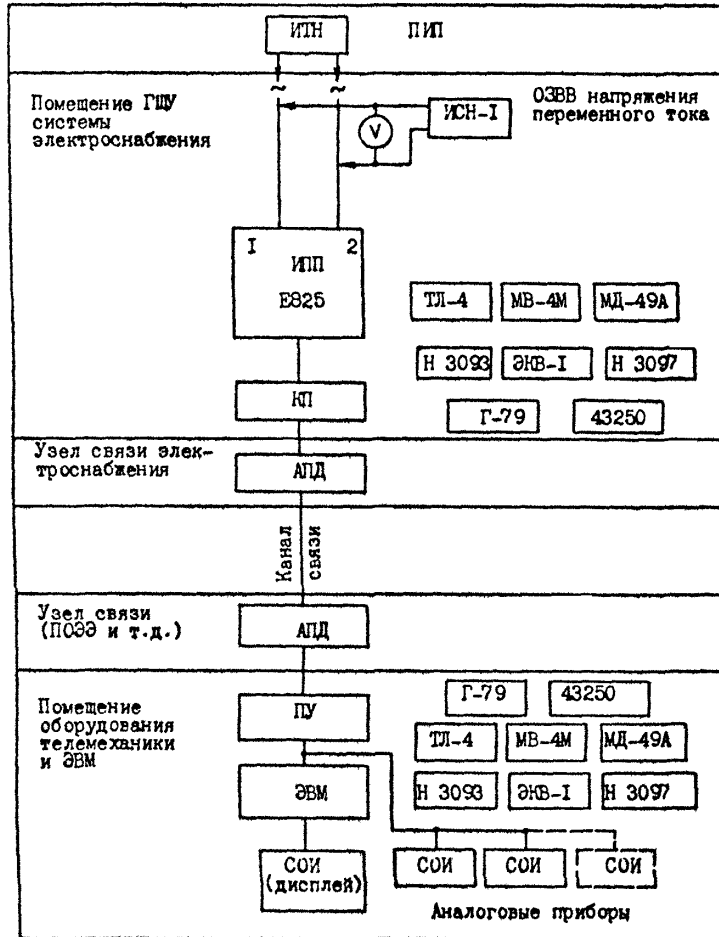 ИТН ПИП
~ ~
Помещение ГЩУ
системы
электроснабжения
V
ИСН-I
ОЗВВ напряжения
переменного тока
I 2
ИПП
Е825
ТЛ-4 МВ-4М МД-49А
Н 3093 ЭКВ-I Н 3097
КП
Г-79 43250
Узел связи элек-
троснабжения
АПД
Канал
связи
Узел связи
(ПОЭЭ и т.д.)
АПД
Помещение
оборудования
телемеханики
и ЭВМ
ПУ
Г-79 43250
ТЛ-4 МВ-4М МД-49А
ЭВМ
Н 3093 ЭКВ-I Н 3097
СОИ
(дисплей)
СОИ СОИ СОИ
Аналоговые приборы